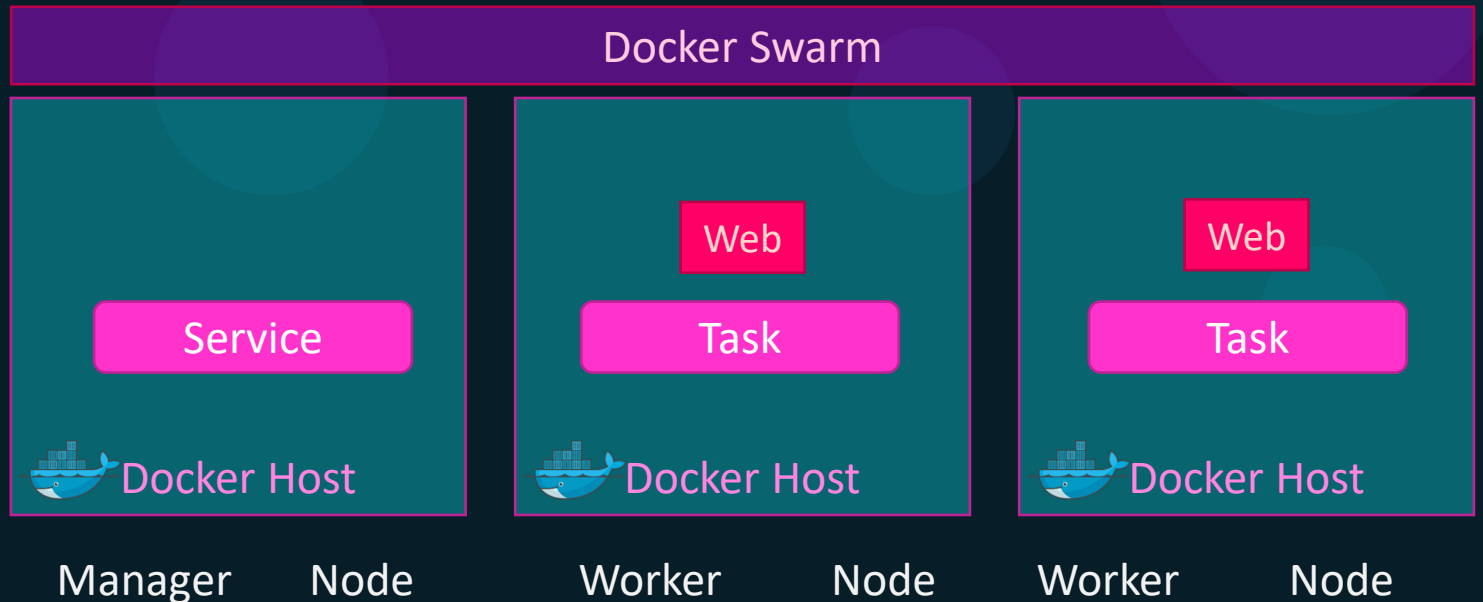 Docker Swarm
Web
Web
Service
Task
Task
Docker Host
Docker Host
Docker Host
Manager Node
Worker Node
Worker Node